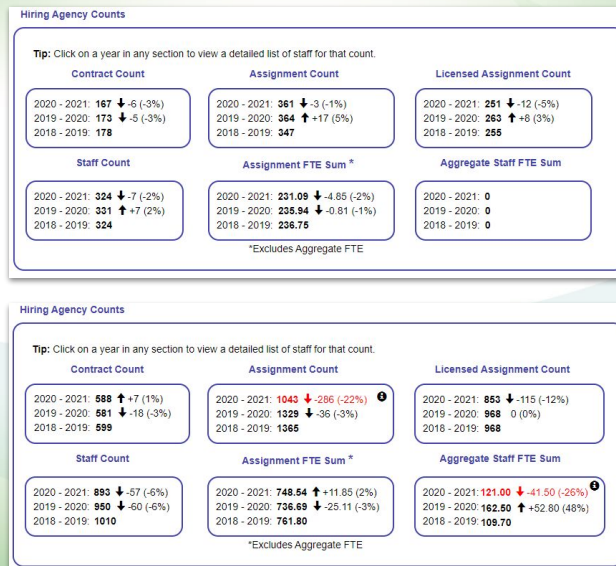 Hiring Agency Counts
Tip: Click on a year in any section to view a detailed list of staff for that count.
Contract Count
2020 - 2021: 167 ↓ -6 (-3%)
2019 - 2020: 173 ↓ -5 (-3%)
2018 - 2019: 178
Assignment Count
2020 - 2021: 361 ↓ -3 (-1%)
2019 - 2020: 364 ↑ +17 (5%)
2018 - 2019: 347
Licensed Assignment Count
2020 - 2021: 251 ↓ -12 (-5%)
2019 - 2020: 263 ↑ +8 (3%)
2018 - 2019: 255
Staff Count
2020 - 2021: 324 ↓ -7 (-2%)
2019 - 2020: 331 ↑ +7 (2%)
2018 - 2019: 324
Assignment FTE Sum *
2020 - 2021: 231.09 ↓ -4.85 (-2%)
2019 - 2020: 235.94 ↓ -0.81 (-1%)
2018 - 2019: 236.75
*Excludes Aggregate FTE
Aggregate Staff FTE Sum
2020 - 2021: 0
2019 - 2020: 0
2018 - 2019: 0
Hiring Agency Counts
Tip: Click on a year in any section to view a detailed list of staff for that count.
Contract Count
2020 - 2021: 588 ↑ +7 (1%)
2019 - 2020: 581 ↓ -18 (-3%)
2018 - 2019: 599
Assignment Count
2020 - 2021: 1043 ↓ -286 (-22%)
2019 - 2020: 1329 ↓ -36 (-3%)
2018 - 2019: 1365
Licensed Assignment Count
2020 - 2021: 853 ↓ -115 (-12%)
2019 - 2020: 968 0 (0%)
2018 - 2019: 968
Staff Count
2020 - 2021: 893 ↓ -57 (-6%)
2019 - 2020: 950 ↓ -60 (-6%)
2018 - 2019: 1010
Assignment FTE Sum *
2020 - 2021: 748.54 ↑ +11.85 (2%)
2019 - 2020: 736.69 ↓ -25.11 (-3%)
2018 - 2019: 761.80
*Excludes Aggregate FTE
Aggregate Staff FTE Sum
2020 - 2021: 121.00 ↓ -41.50 (-26%)
2019 - 2020: 162.50 ↑ +52.80 (48%)
2018 - 2019: 109.70